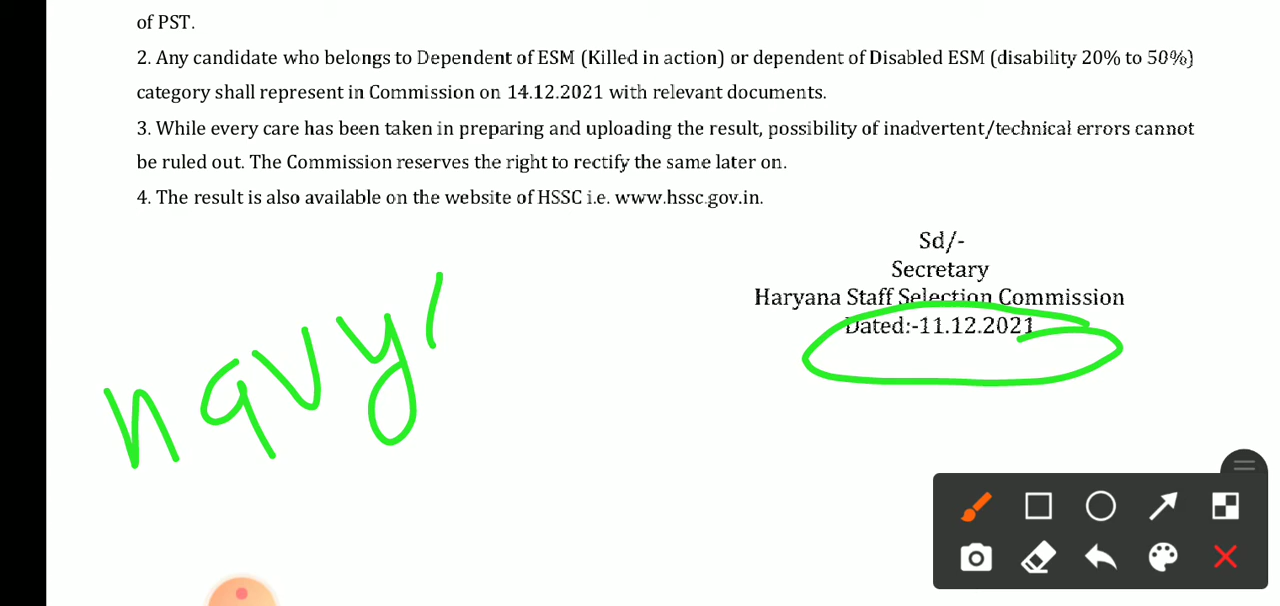 of PST.
2. Any candidate who belongs to Dependent of ESM (Killed in action) or dependent of Disabled ESM (disability 20% to 50%)
category shall represent in Commission on 14.12.2021 with relevant documents.
3. While every care has been taken in preparing and uploading the result, possibility of inadvertent/technical errors cannot
be ruled out. The Commission reserves the right to rectify the same later on.
4. The result is also available on the website of HSSC i.e. www.hssc.gov.in.
Sd/-
Secretary
Haryana Staff Selection Commission
Dated:-11.12.2021
navy